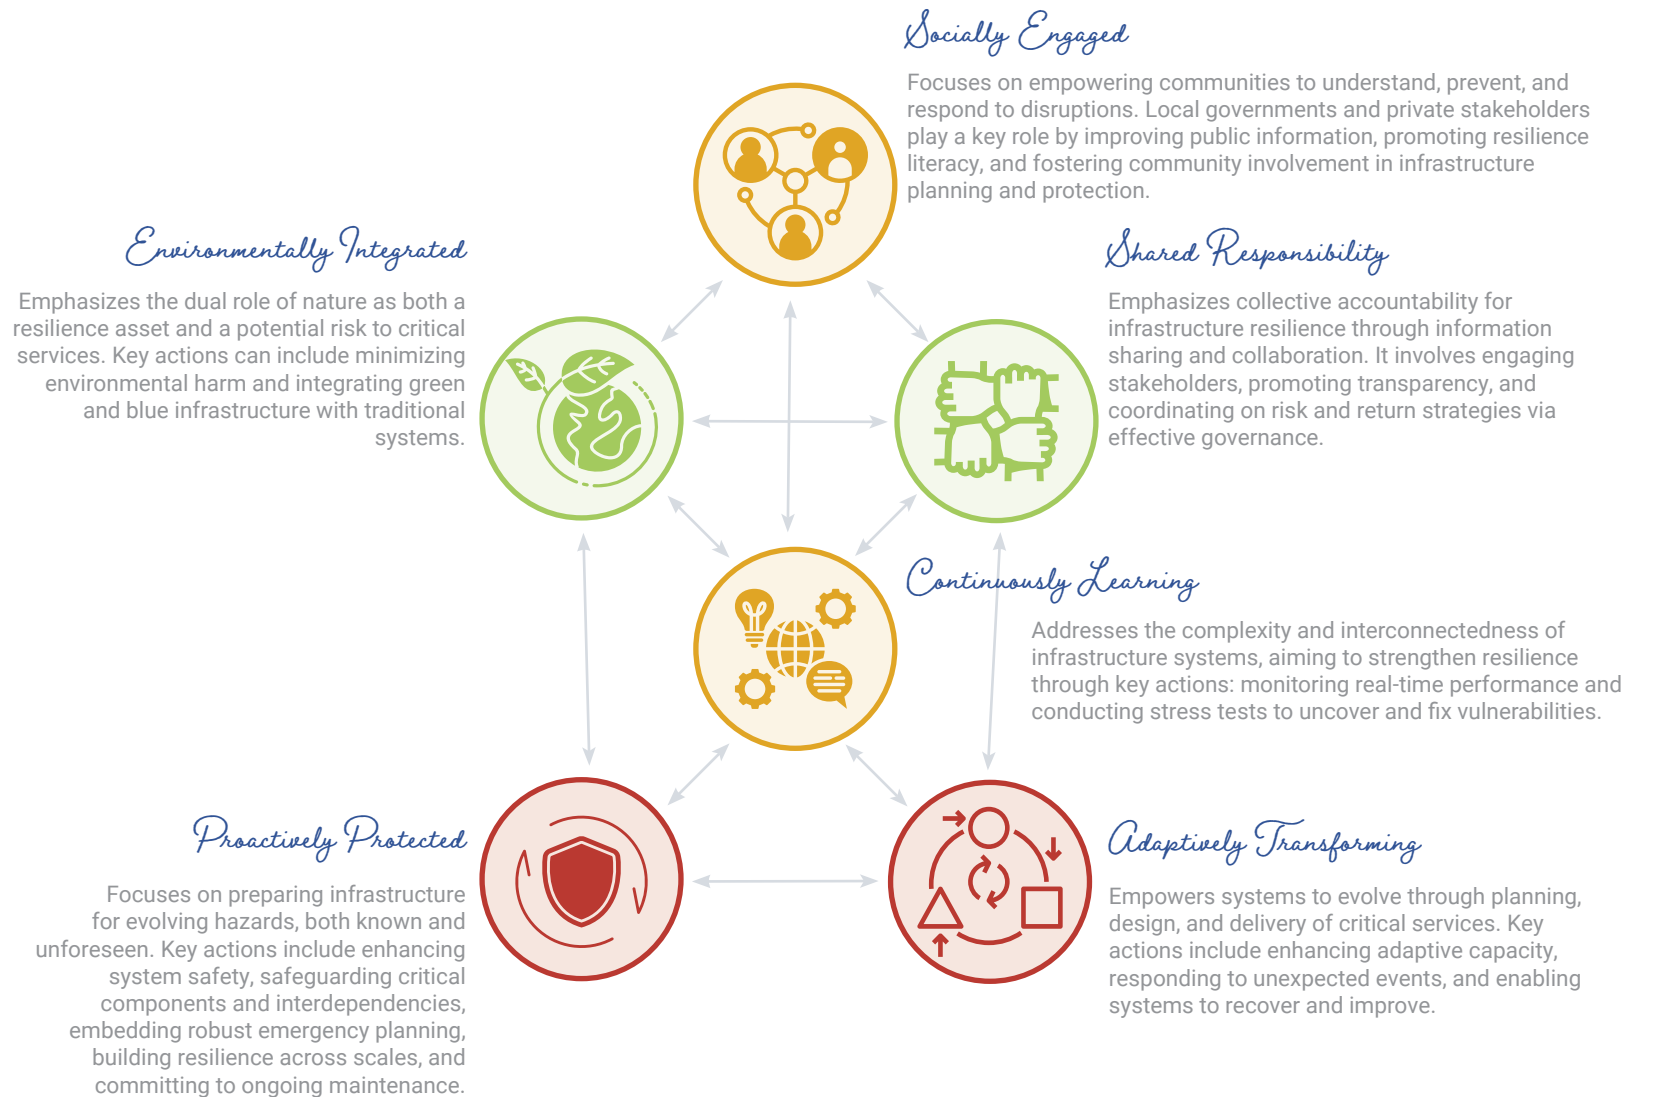 Socially Engaged
Focuses on empowering communities to understand, prevent, and
respond to disruptions. Local governments and private stakeholders
play a key role by improving public information, promoting resilience
literacy, and fostering community involvement in infrastructure
planning and protection.
Environmentally Integrated
Emphasizes the dual role of nature as both a
resilience asset and a potential risk to critical
services. Key actions can include minimizing
environmental harm and integrating green
and blue infrastructure with traditional
systems.
Shared Responsibility
Emphasizes collective accountability for
infrastructure resilience through information
sharing and collaboration. It involves engaging
stakeholders, promoting transparency, and
coordinating on risk and return strategies via
effective governance.
Continuously Learning
Addresses the complexity and interconnectedness of
infrastructure systems, aiming to strengthen resilience
through key actions: monitoring real-time performance and
conducting stress tests to uncover and fix vulnerabilities.
Proactively Protected
Focuses on preparing infrastructure
for evolving hazards, both known and
unforeseen. Key actions include enhancing
system safety, safeguarding critical
components and interdependencies,
embedding robust emergency planning,
building resilience across scales, and
committing to ongoing maintenance.
Adaptively Transforming
Empowers systems to evolve through planning,
design, and delivery of critical services. Key
actions include enhancing adaptive capacity,
responding to unexpected events, and enabling
systems to recover and improve.